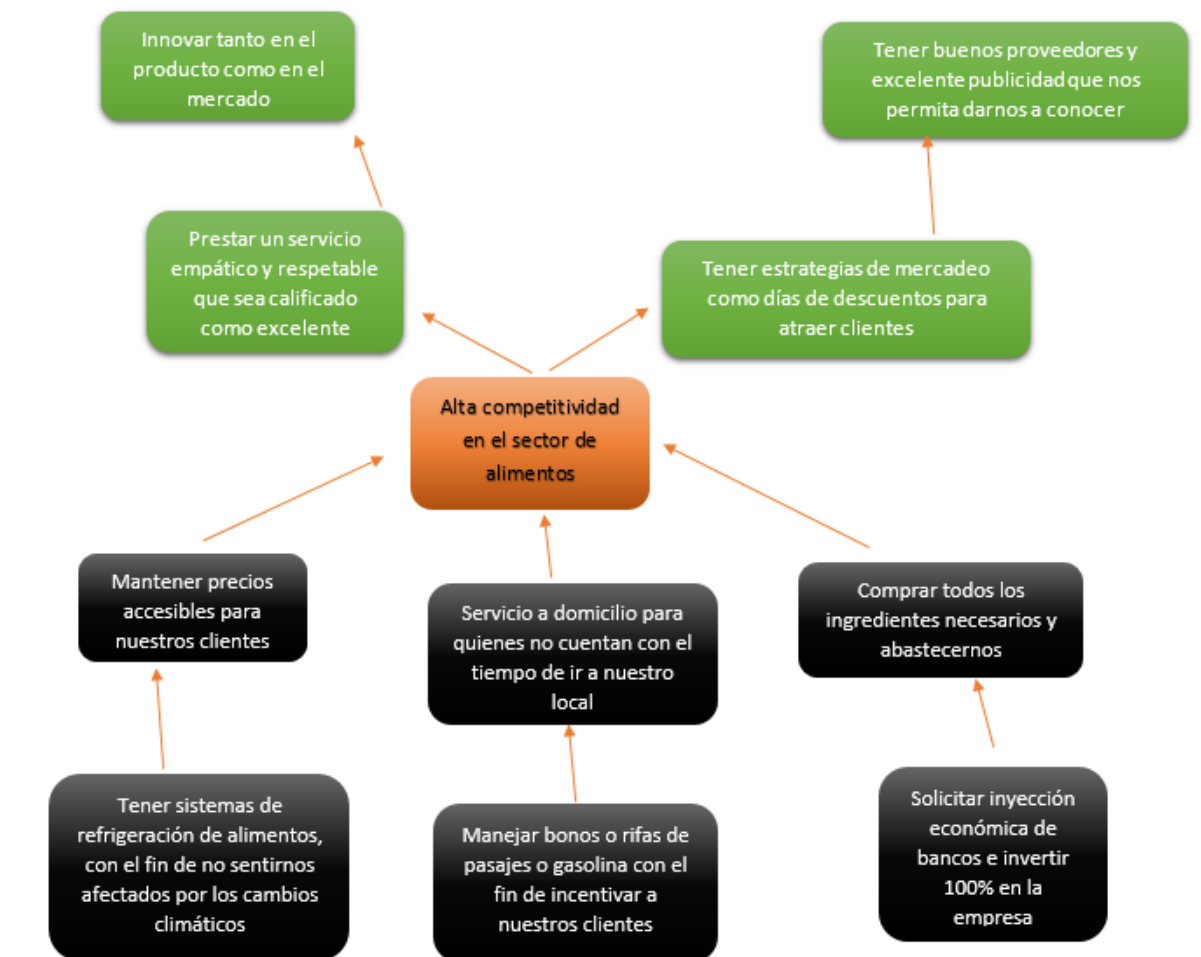 Innovar tanto en el
producto como en el
mercado
Tener buenos proveedores y
excelente publicidad que nos
permita darnos a conocer
Prestar un servicio
empático y respetable
que sea calificado
como excelente
Tener estrategias de mercadeo
como días de descuentos para
atraer clientes
Alta competitividad
en el sector de
alimentos
Mantener precios
accesibles para
nuestros clientes
Servicio a domicilio para
quienes no cuentan con el
tiempo de ir a nuestro
local
Comprar todos los
ingredientes necesarios y
abastecernos
Tener sistemas de
refrigeración de alimentos,
con el fin de no sentirnos
afectados por los cambios
climáticos
Manejar bonos o rifas de
pasajes o gasolina con el
fin de incentivar a
nuestros clientes
Solicitar inyección
económica de
bancos e invertir
100% en la
empresa